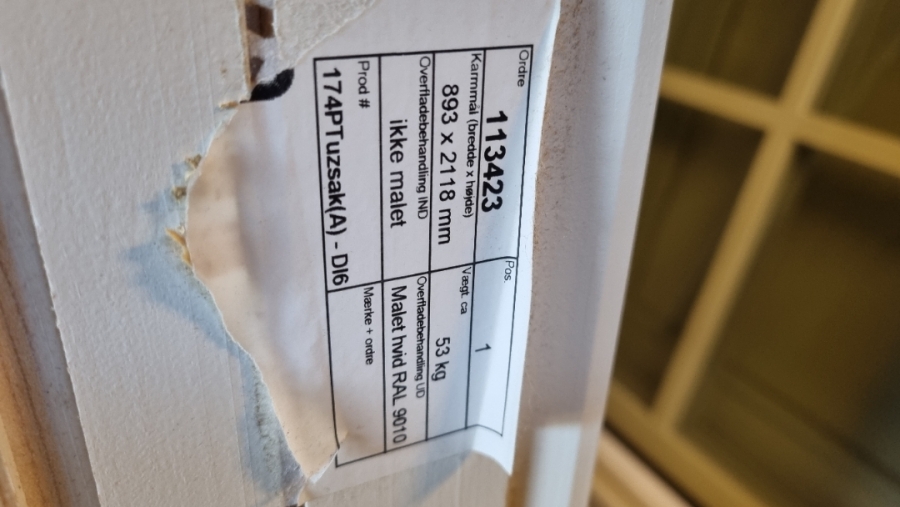 Ordre
113423
Pos.
1
Karmmål (bredde x højde)
893 x 2118 mm
Vægt. ca
53 kg
Overfladebehandling IND
ikke malet
Overfladebehandling UD
Malet hvid RAL 9010
Prod #
174PTuzsak(A) - DI6
Mærke + ordre